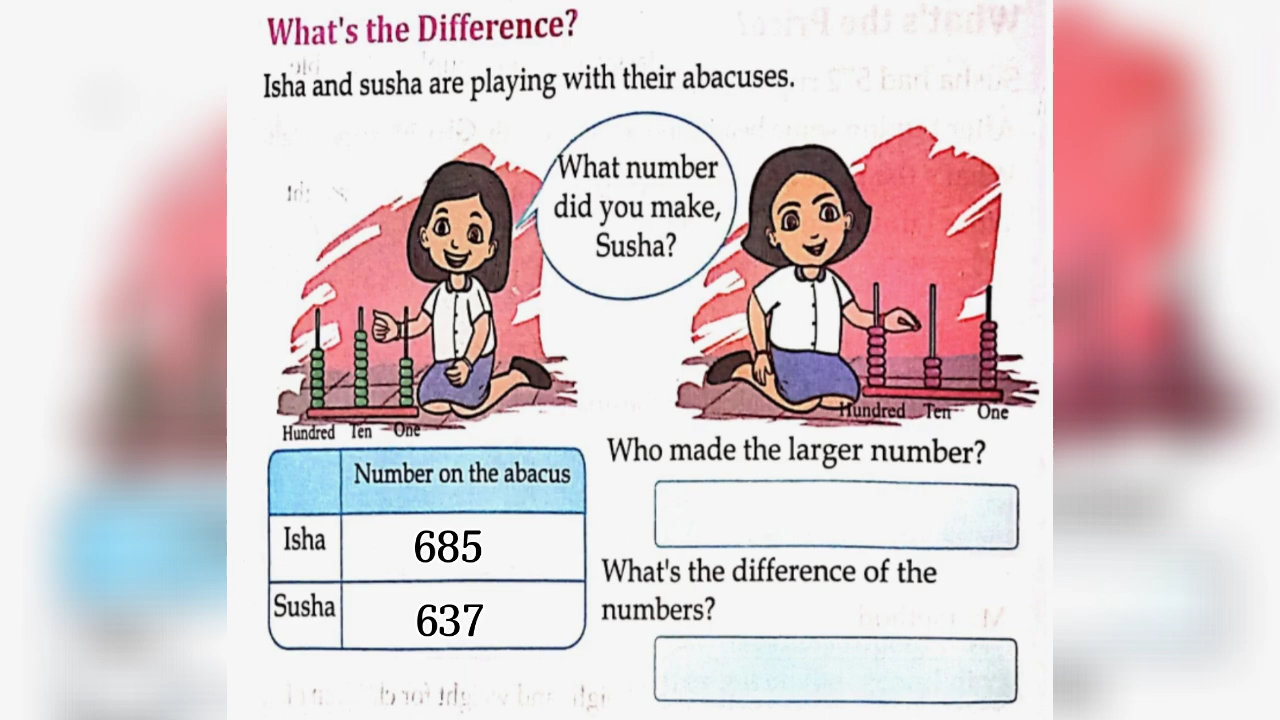 What's the Difference?
Isha and susha are playing with their abacuses.
What number
did you make,
Susha?
Hundred Ten One
Hundred Ten One
Number on the abacus
Isha 685
Susha 637
Who made the larger number?
What's the difference of the
numbers?